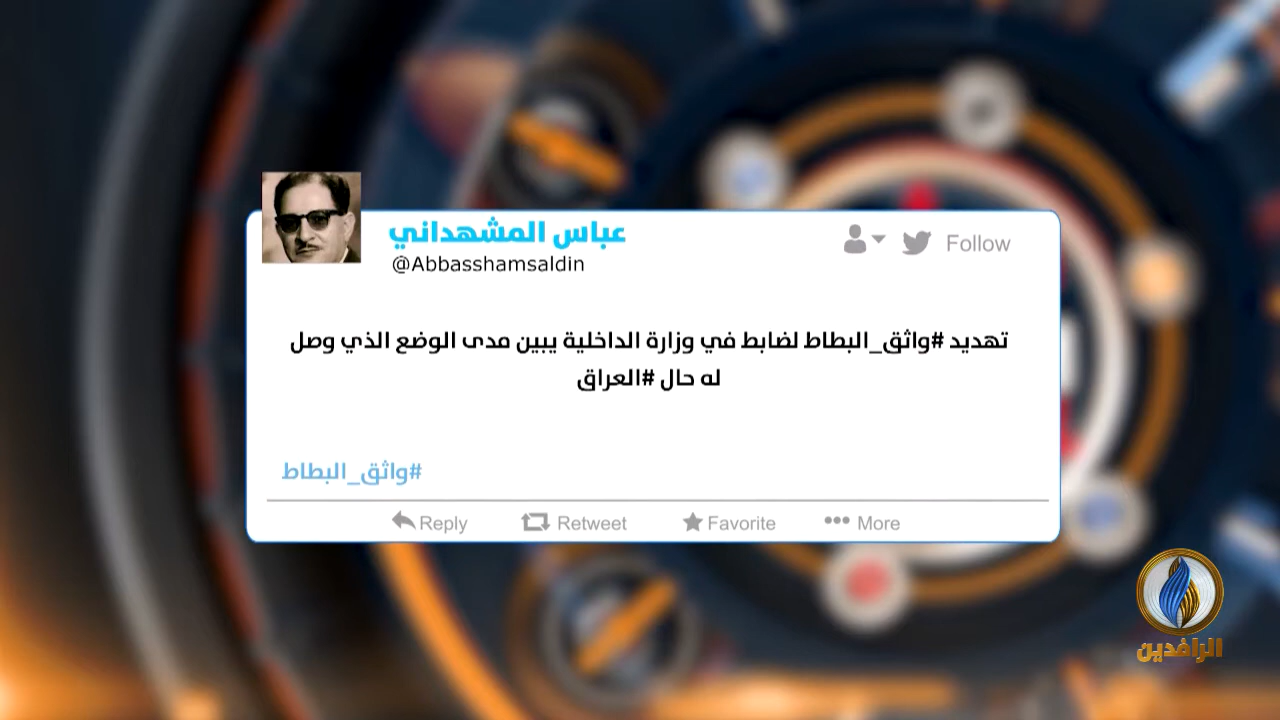 عباس المشهداني
@Abbasshamsaldin
Follow
تهديد #واثق_البطاط لضابط في وزارة الداخلية يبين مدى الوضع الذي وصل
له حال #العراق
#واثق_البطاط
Reply Retweet Favorite More
الرافدين